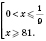 0 < x ≤ 1/9
x ≥ 81.